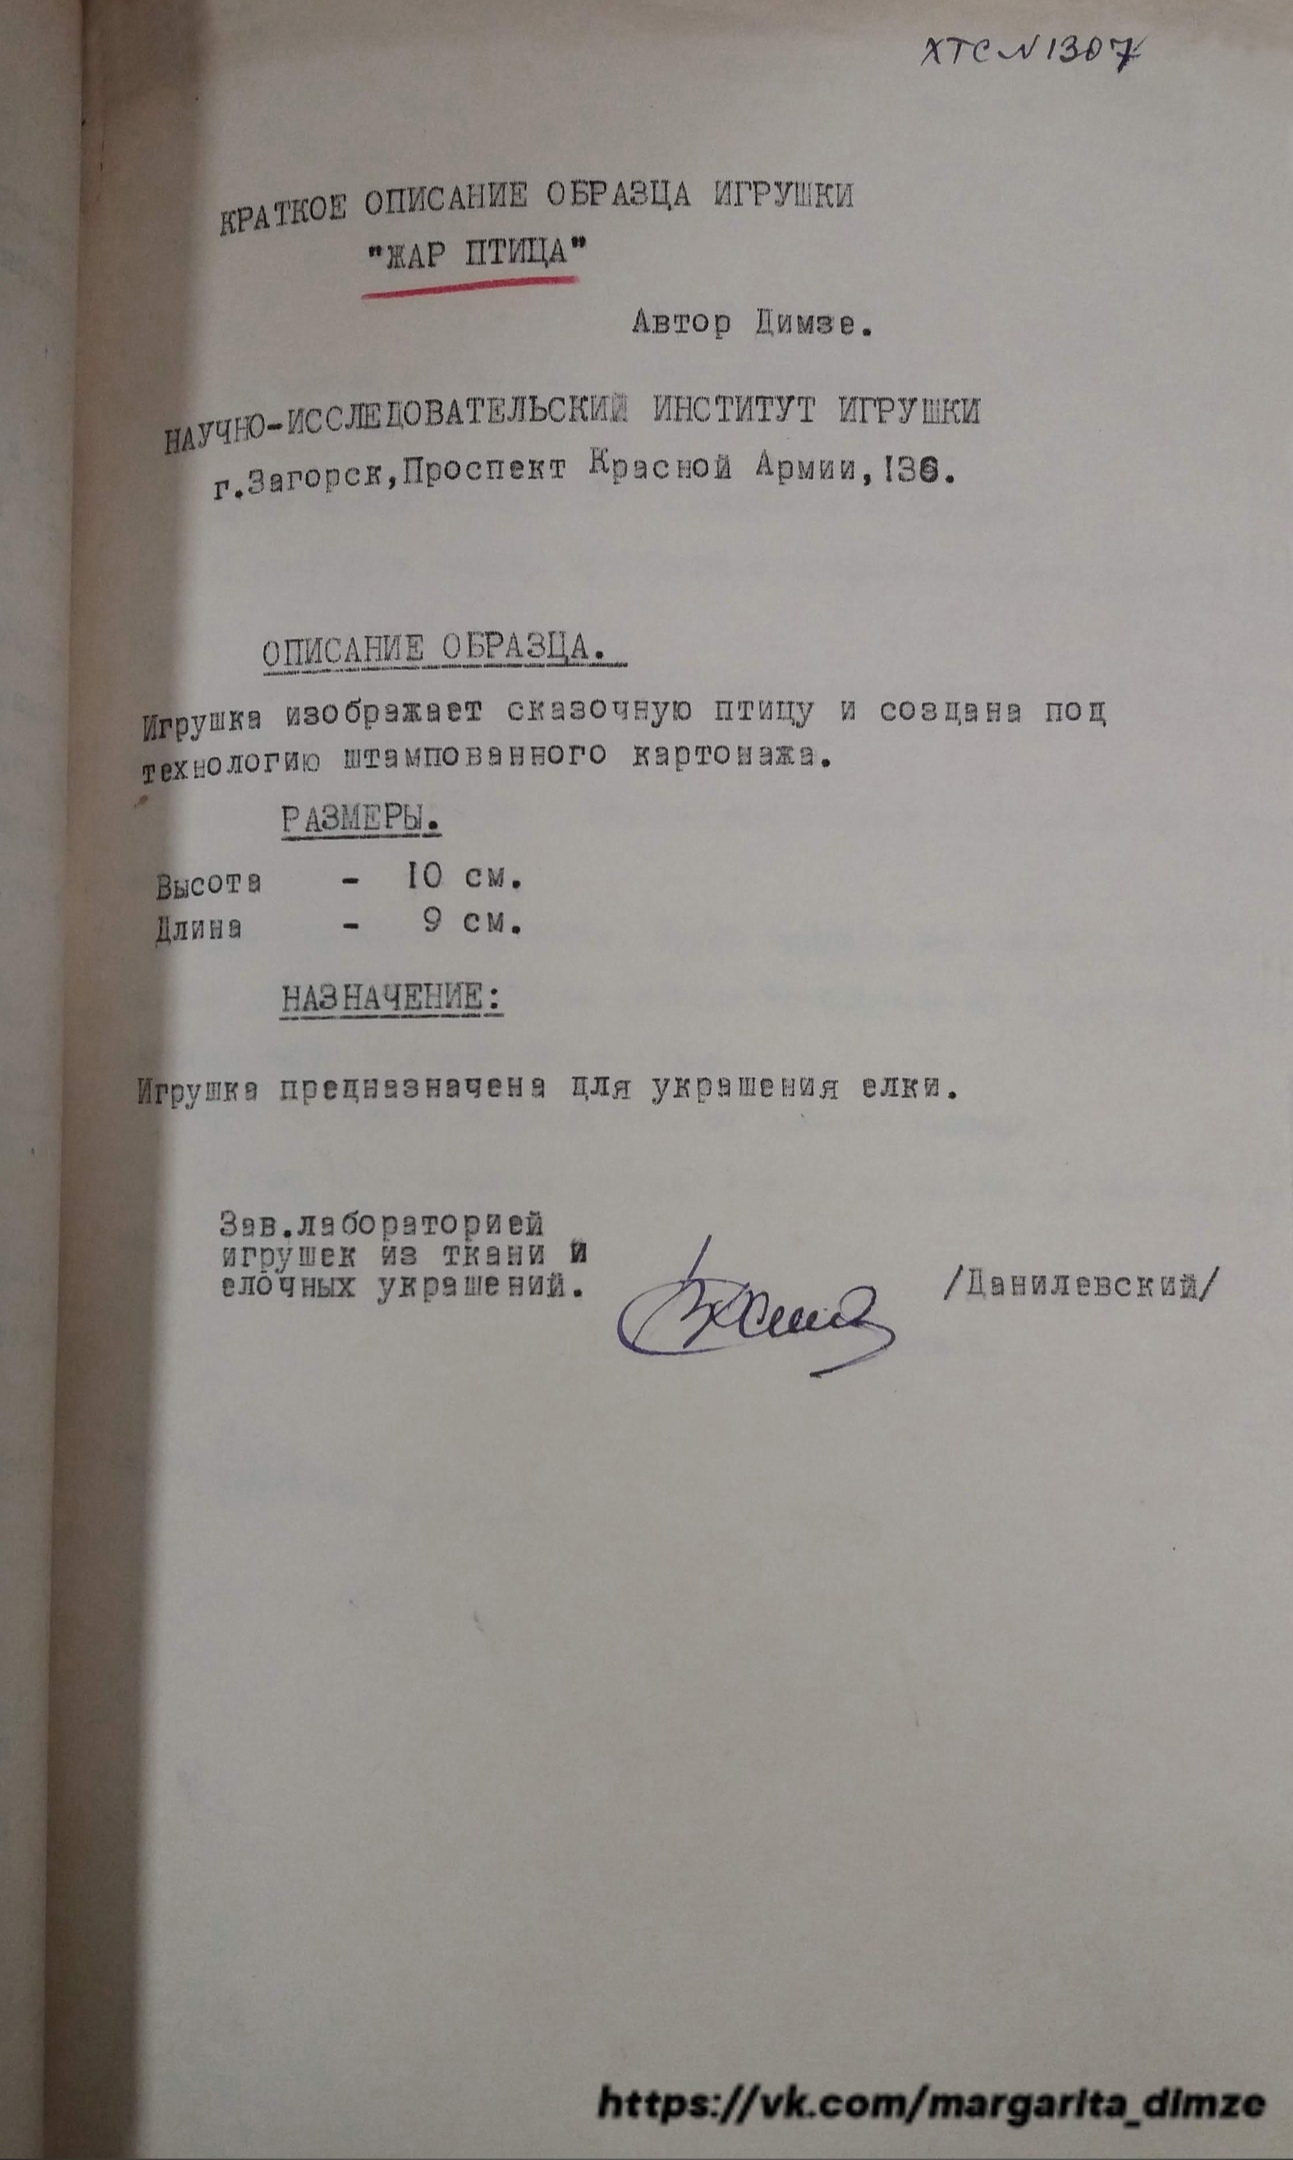 ХТС N 1307
КРАТКОЕ ОПИСАНИЕ ОБРАЗЦА ИГРУШКИ
"ЖАР ПТИЦА"
Автор Димзе.
НАУЧНО-ИССЛЕДОВАТЕЛЬСКИЙ ИНСТИТУТ ИГРУШКИ
г.Загорск,Проспект Красной Армии,136.
ОПИСАНИЕ ОБРАЗЦА.
Игрушка изображает сказочную птицу и создана под
технологию штампованного картонажа.
РАЗМЕРЫ.
Высота - 10 см.
Длина - 9 см.
НАЗНАЧЕНИЕ:
Игрушка предназначена для украшения елки.
Зав.лабораторией
игрушек из ткани и
елочных украшений. /Данилевский/
https://vk.com/margarita_dimze